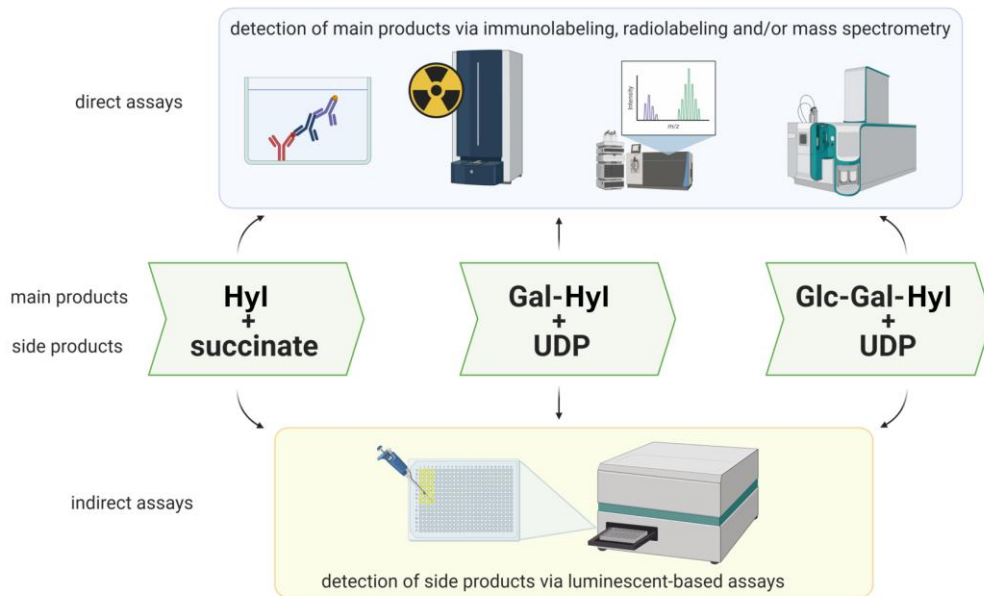 detection of main products via immunolabeling, radiolabeling and/or mass spectrometry
direct assays
Intensity
m/z
main products
side products
Hyl
+
succinate
Gal-Hyl
+
UDP
Glc-Gal-Hyl
+
UDP
indirect assays
detection of side products via luminescent-based assays